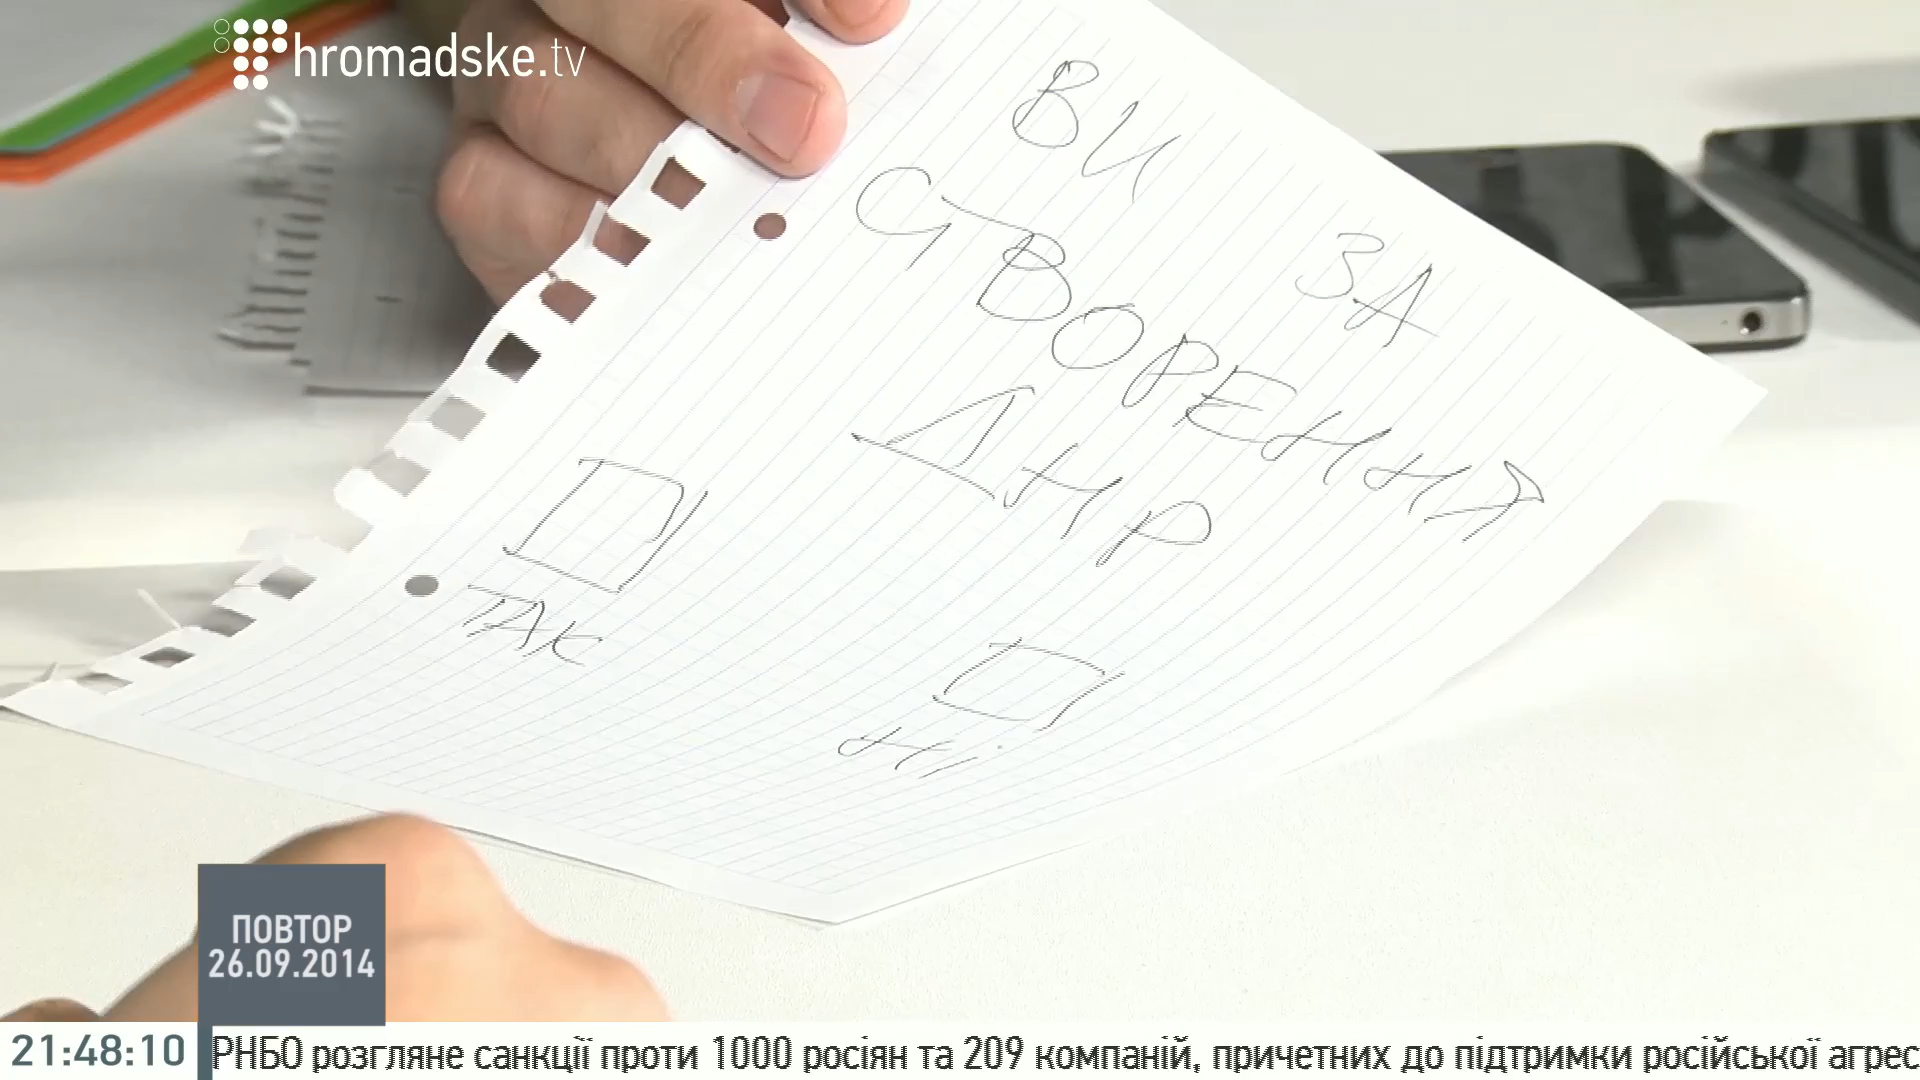 hromadske.tv
ВИ ЗА
СТВОРЕННЯ
ДНР
ТАК
Ні
ПОВТОР
26.09.2014
21:48:10
РНБО розгляне санкції проти 1000 росіян та 209 компаній, причетних до підтримки російської агрес